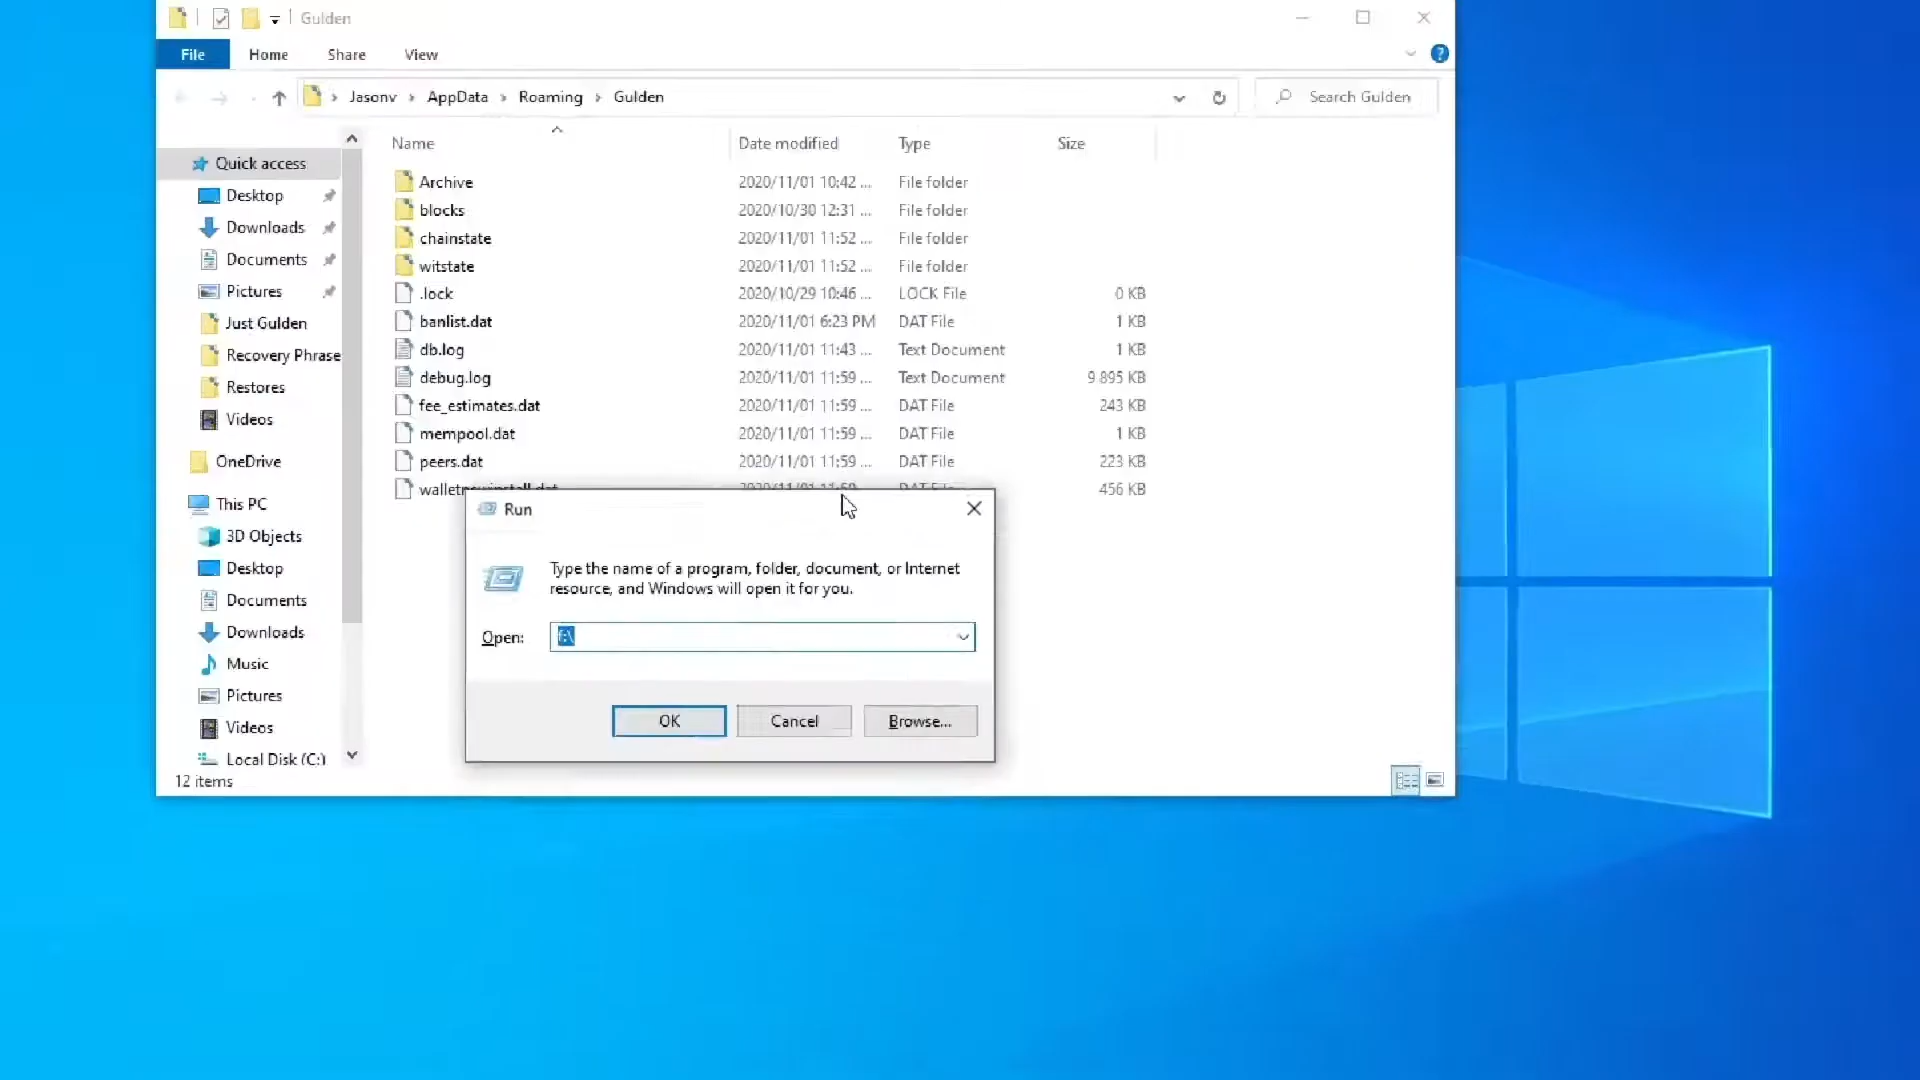 Gulden
File Home Share View
Jasonv > AppData > Roaming > Gulden
Search Gulden
Name Date modified Type Size
Quick access
Desktop
Downloads
Documents
Pictures
Just Gulden
Recovery Phrase
Restores
Videos
OneDrive
This PC
3D Objects
Desktop
Documents
Downloads
Music
Pictures
Videos
Local Disk (C:)
Archive 2020/11/01 10:42 ... File folder
blocks 2020/10/30 12:31 ... File folder
chainstate 2020/11/01 11:52 ... File folder
witstate 2020/11/01 11:52 ... File folder
.lock 2020/10/29 10:46 ... LOCK File 0 KB
banlist.dat 2020/11/01 6:23 PM DAT File 1 KB
db.log 2020/11/01 11:43 ... Text Document 1 KB
debug.log 2020/11/01 11:59 ... Text Document 9 895 KB
fee_estimates.dat 2020/11/01 11:59 ... DAT File 243 KB
mempool.dat 2020/11/01 11:59 ... DAT File 1 KB
peers.dat 2020/11/01 11:59 ... DAT File 223 KB
456 KB
Run
Type the name of a program, folder, document, or Internet
resource, and Windows will open it for you.
Open: f:\
OK Cancel Browse...
12 items